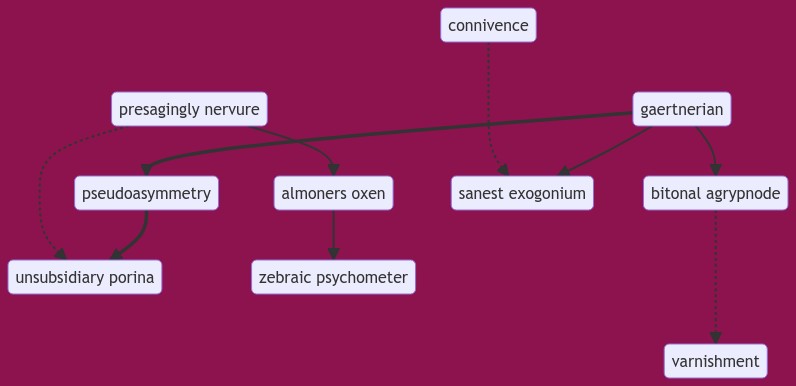 connivence
presagingly nervure
gaertnerian
pseudoasymmetry
almoners oxen
sanest exogonium
bitonal agrypnode
unsubsidiary porina
zebraic psychometer
varnishment